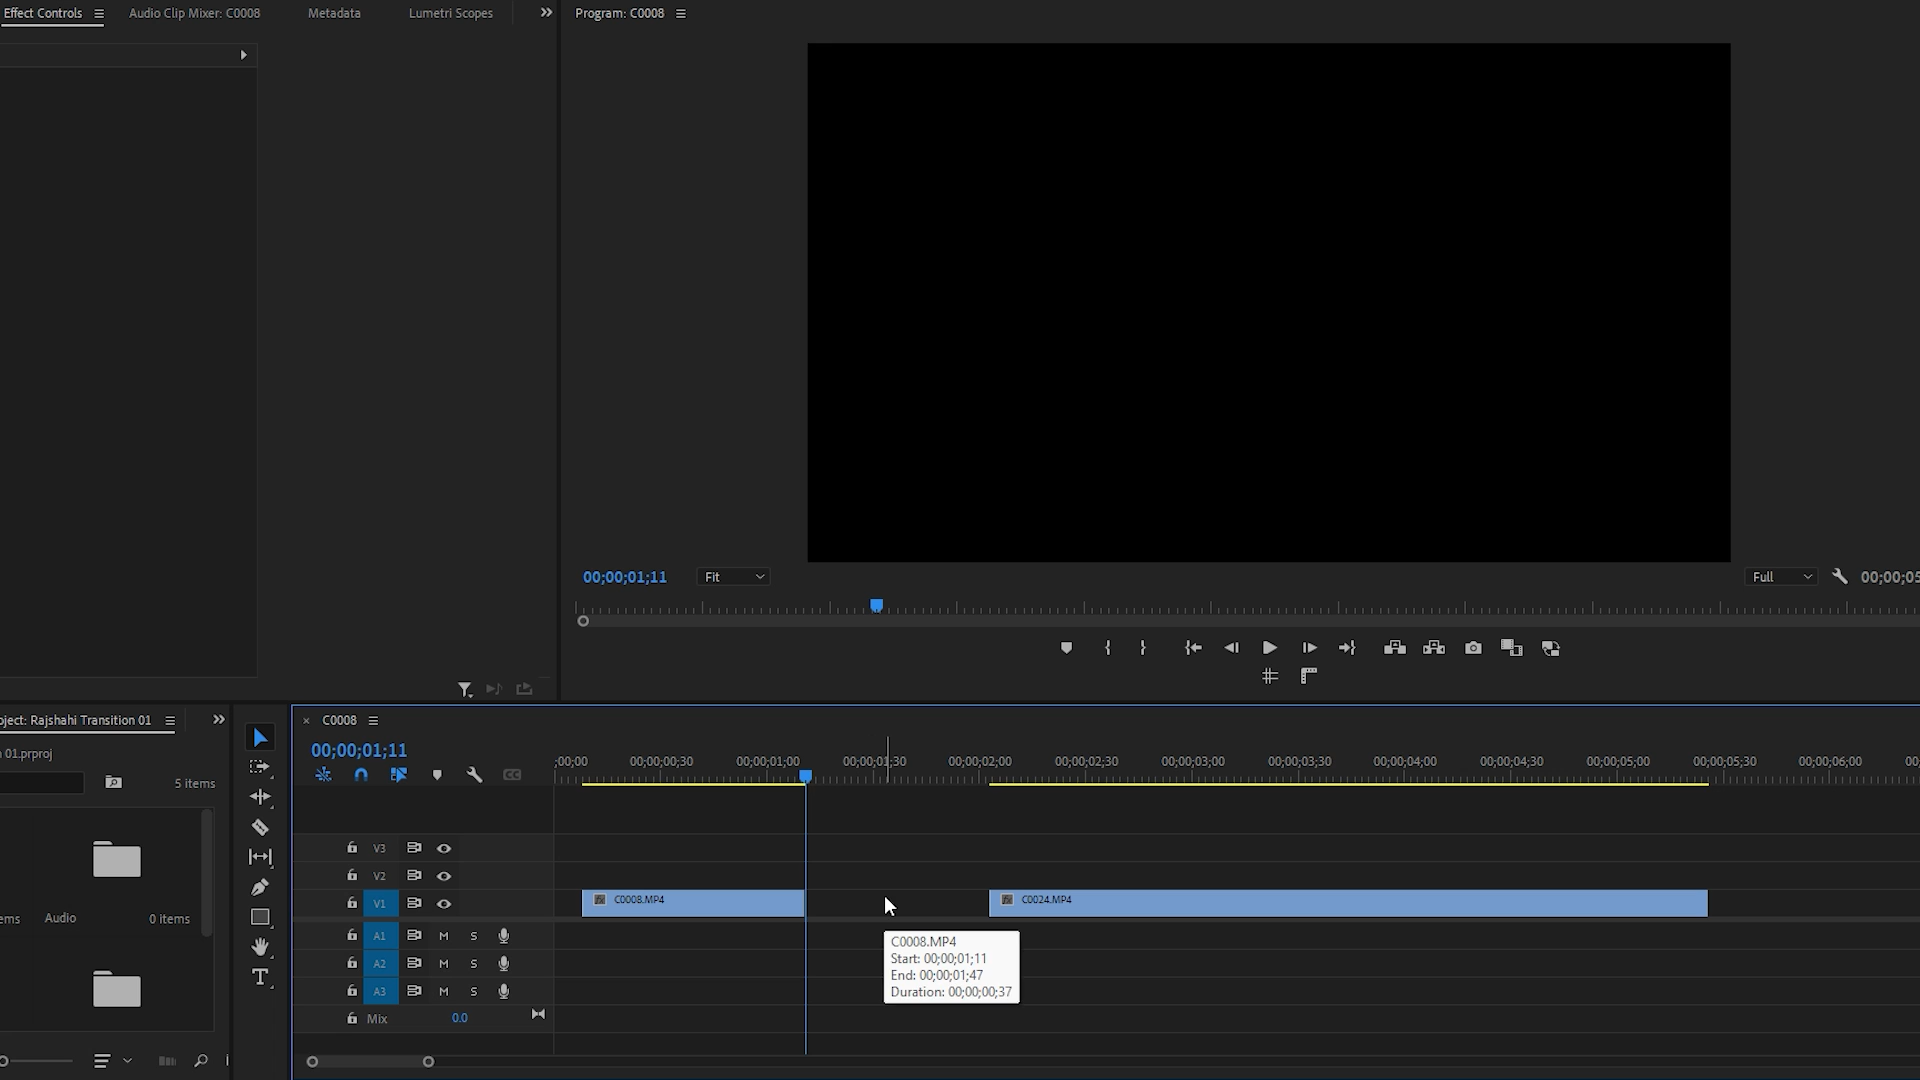 Effect Controls
Audio Clip Mixer: C0008
Metadata
Lumetri Scopes
Program: C0008
00;00;01;11
Fit
Full
00;00;05
oject: Rajshahi Transition 01
01.prproj
5 items
ems
Audio
0 items
C0008
00;00;01;11
;00;00
00;00;00;30
00;00;01;00
00;00;01;30
00;00;02;00
00;00;02;30
00;00;03;00
00;00;03;30
00;00;04;00
00;00;04;30
00;00;05;00
00;00;05;30
00;00;06;00
00;
V3
V2
V1
C0008.MP4
C0024.MP4
A1 M S
A2 M S
A3 M S
Mix
0.0
C0008.MP4
Start: 00;00;01;11
End: 00;00;01;47
Duration: 00;00;00;37